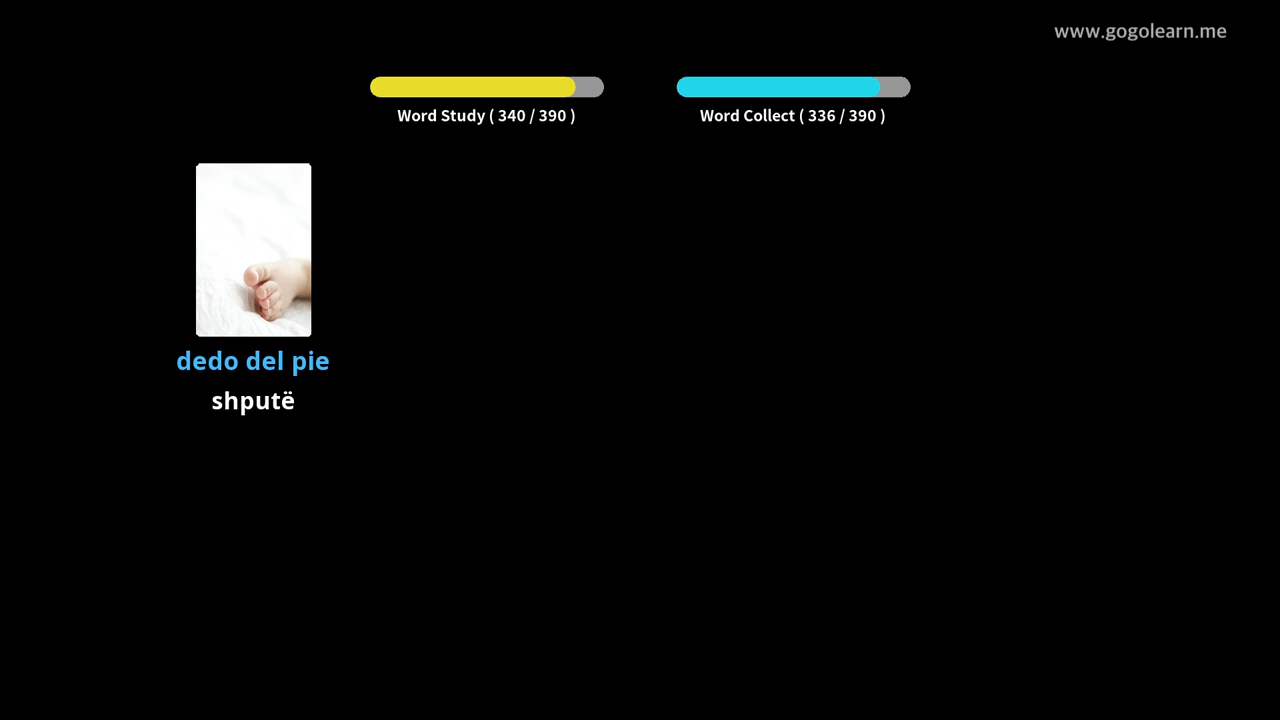 www.gogolearn.me
Word Study ( 340 / 390 )
Word Collect ( 336 / 390 )
dedo del pie
shputë